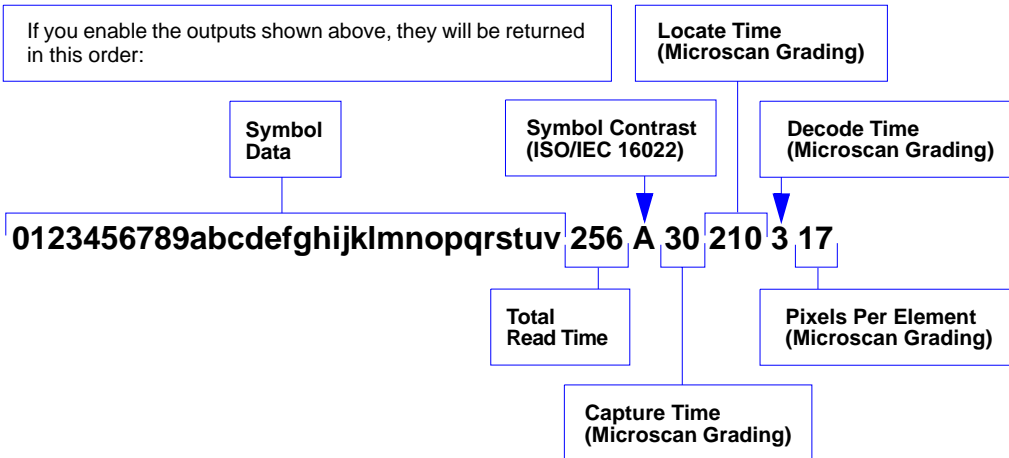 If you enable the outputs shown above, they will be returned
in this order:
Locate Time
(Microscan Grading)
Symbol
Data
Symbol Contrast
(ISO/IEC 16022)
Decode Time
(Microscan Grading)
0123456789abcdefghijklmnopqrstuv 256 A 30 210 3 17
Total
Read Time
Pixels Per Element
(Microscan Grading)
Capture Time
(Microscan Grading)